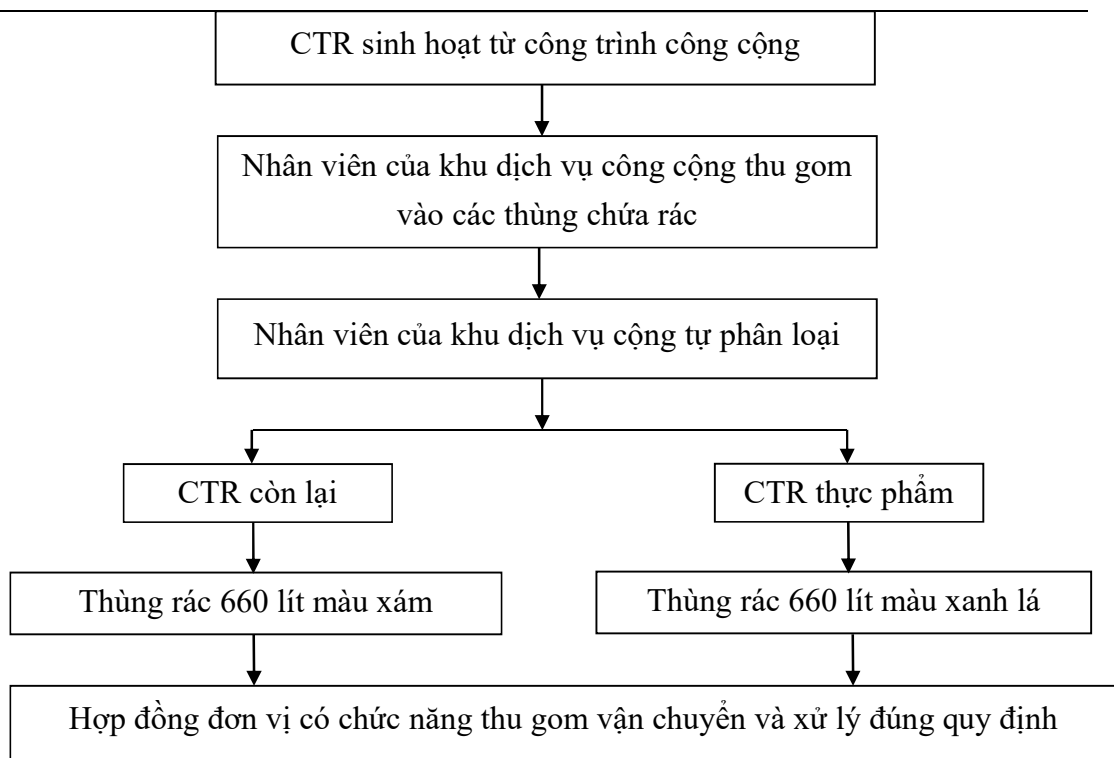 CTR sinh hoạt từ công trình công cộng
Nhân viên của khu dịch vụ công cộng thu gom
vào các thùng chứa rác
Nhân viên của khu dịch vụ cộng tự phân loại
CTR còn lại
CTR thực phẩm
Thùng rác 660 lít màu xám
Thùng rác 660 lít màu xanh lá
Hợp đồng đơn vị có chức năng thu gom vận chuyển và xử lý đúng quy định